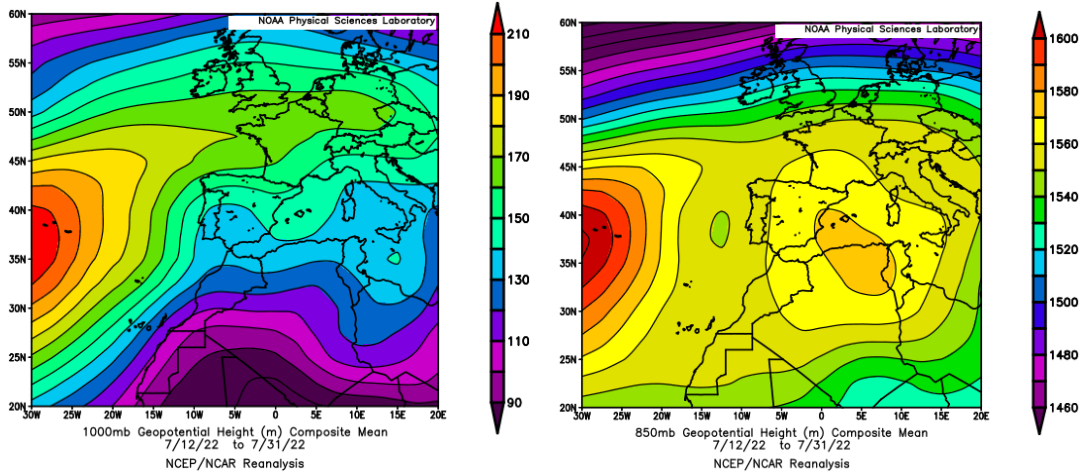 NOAA Physical Sciences Laboratory
60N
55N
50N
45N
40N
35N
30N
25N
20N
30W 25W 20W 15W 10W 5W 0 5E 10E 15E 20E
210
190
170
150
130
110
90
1000mb Geopotential Height (m) Composite Mean
7/12/22 to 7/31/22
NCEP/NCAR Reanalysis
NOAA Physical Sciences Laboratory
60N
55N
50N
45N
40N
35N
30N
25N
20N
30W 25W 20W 15W 10W 5W 0 5E 10E 15E 20E
1600
1580
1560
1540
1520
1500
1480
1460
850mb Geopotential Height (m) Composite Mean
7/12/22 to 7/31/22
NCEP/NCAR Reanalysis